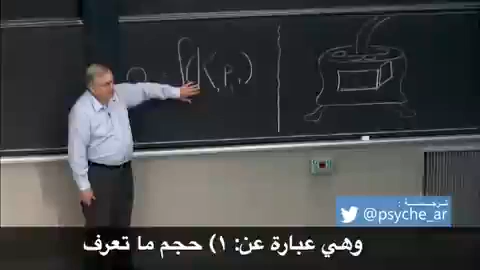 Q = f(K, P, )
ترجمة :
@psyche_ar
وهي عبارة عن: ١) حجم ما تعرف